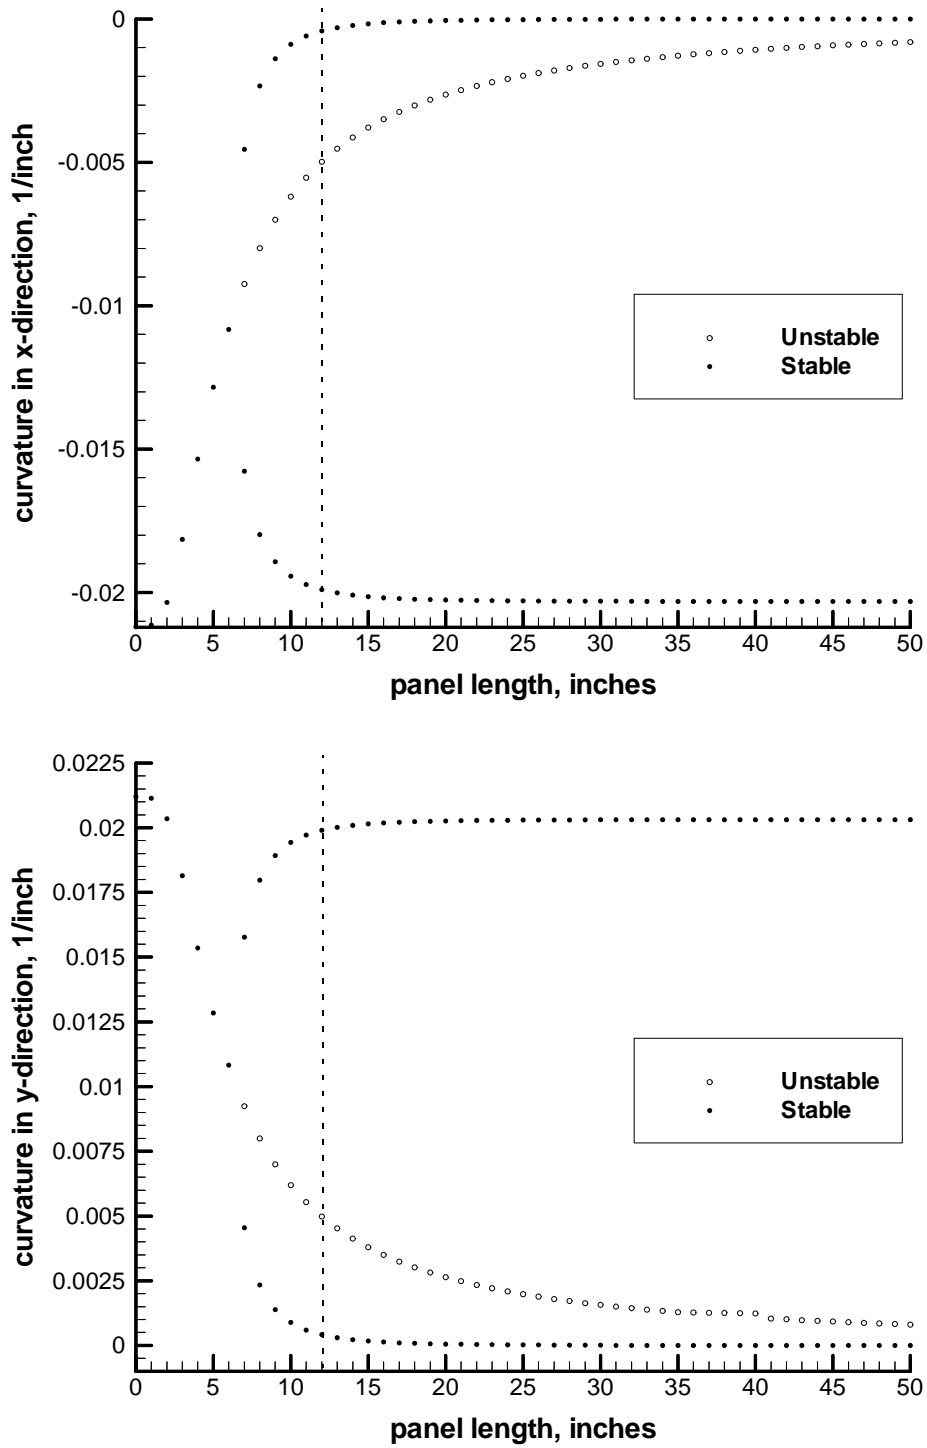 0
-0.005
-0.01
-0.015
-0.02
curvature in x-direction, 1/inch
Unstable
Stable
0 5 10 15 20 25 30 35 40 45 50
panel length, inches
0.0225
0.02
0.0175
0.015
0.0125
0.01
0.0075
0.005
0.0025
0
curvature in y-direction, 1/inch
Unstable
Stable
0 5 10 15 20 25 30 35 40 45 50
panel length, inches